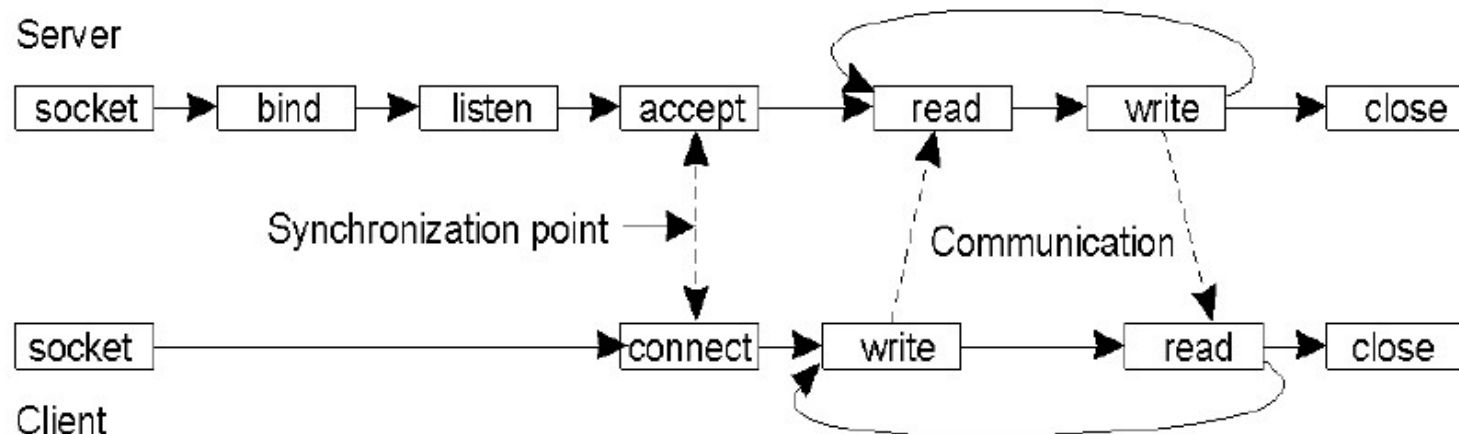 Server
socket bind listen accept read write close
Synchronization point Communication
socket connect write read close
Client